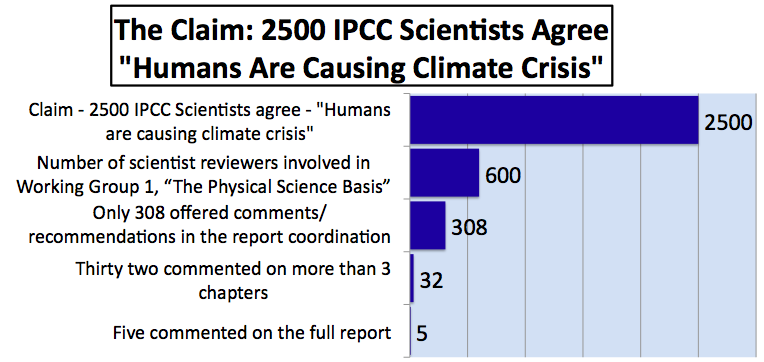 The Claim: 2500 IPCC Scientists Agree
"Humans Are Causing Climate Crisis"
Claim - 2500 IPCC Scientists agree - "Humans
are causing climate crisis"
2500
Number of scientist reviewers involved in
Working Group 1, “The Physical Science Basis”
600
Only 308 offered comments/
recommendations in the report coordination
308
Thirty two commented on more than 3
chapters
32
Five commented on the full report
5